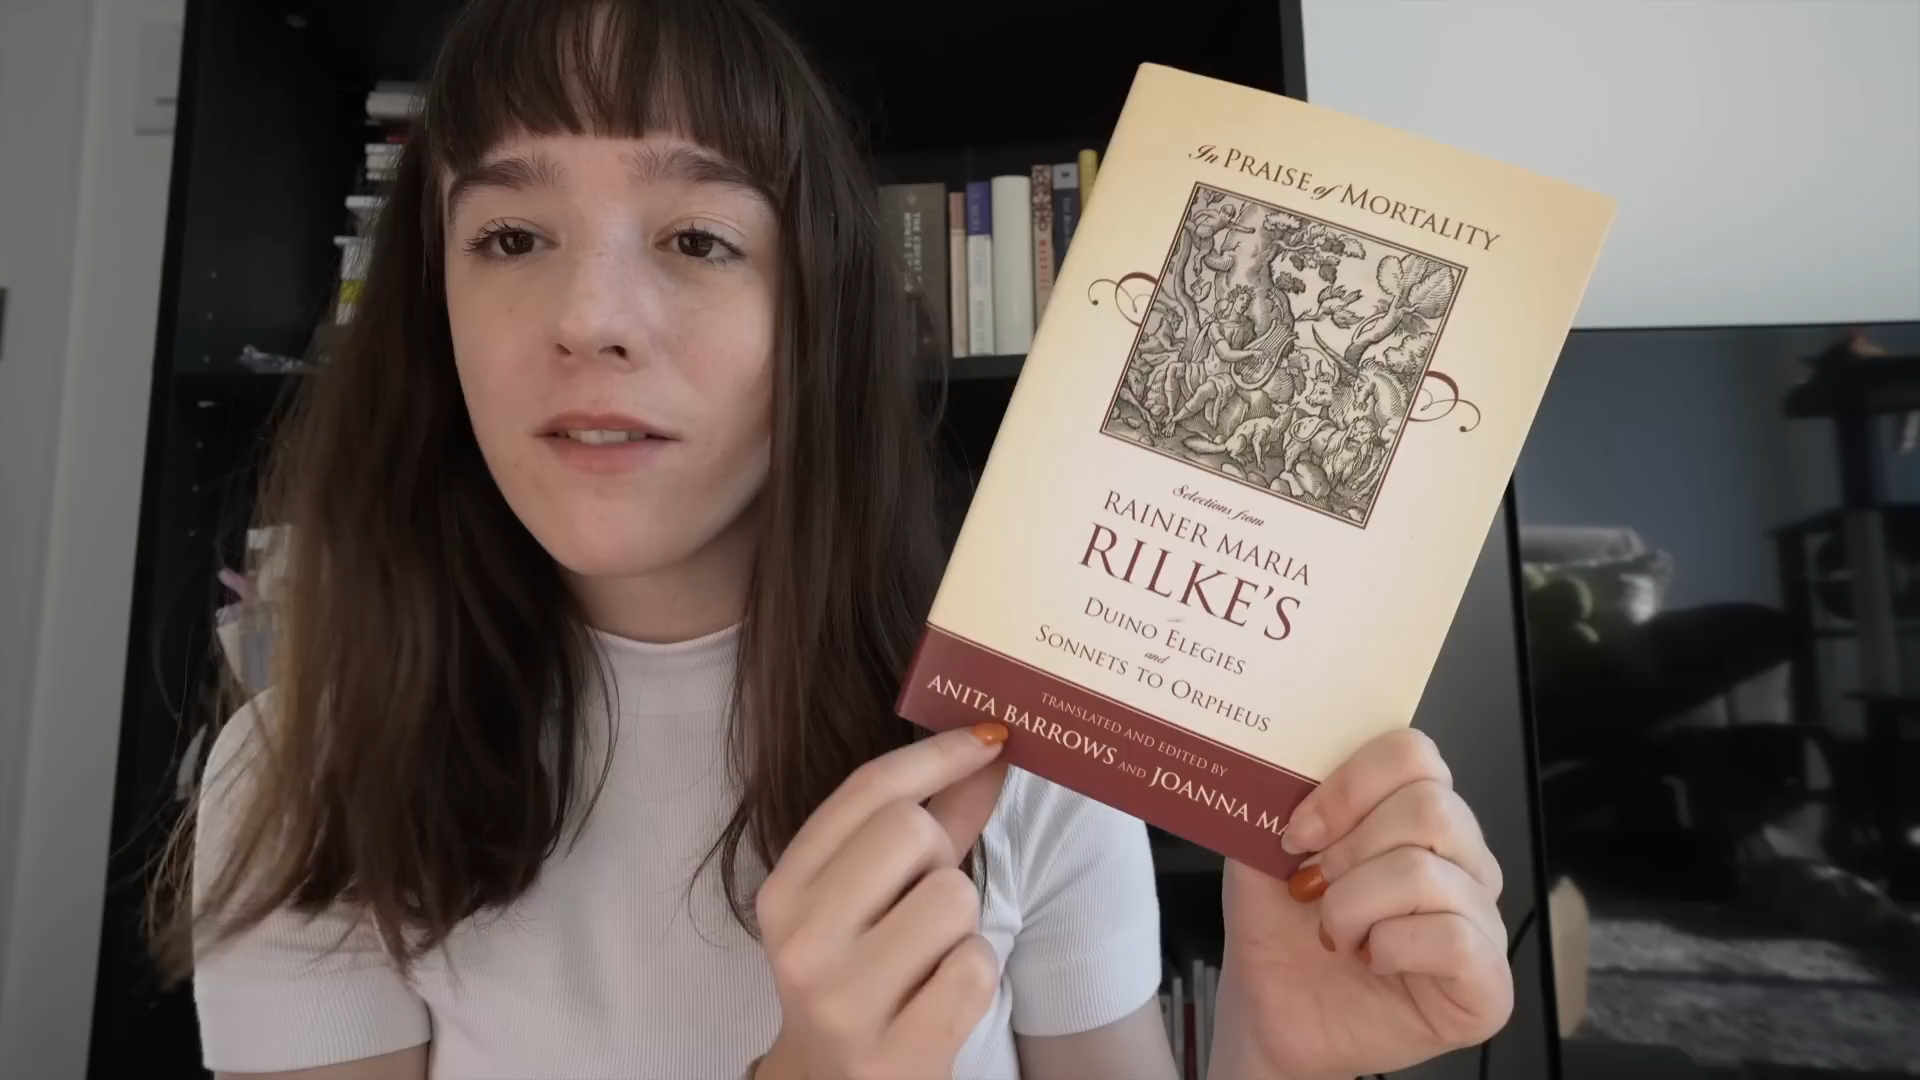 In PRAISE of MORTALITY
Selections from
RAINER MARIA
RILKE'S
DUINO ELEGIES
and
SONNETS TO ORPHEUS
TRANSLATED AND EDITED BY
ANITA BARROWS AND JOANNA MA